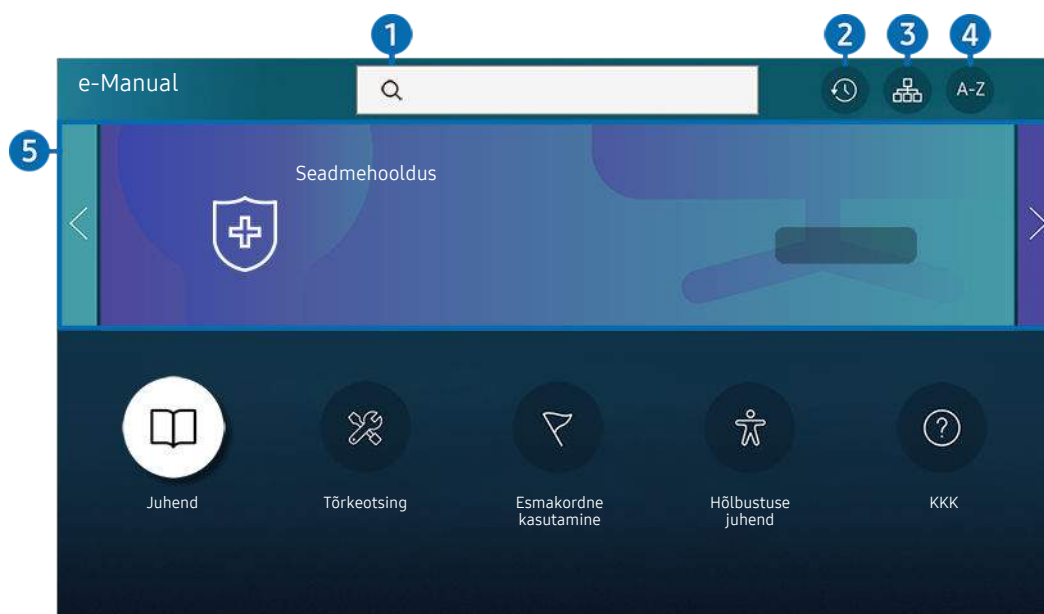 1
2
3
4
e-Manual
A-Z
5
Seadmehooldus
Juhend
Tõrkeotsing
Esmakordne
kasutamine
Hõlbustuse
juhend
KKK